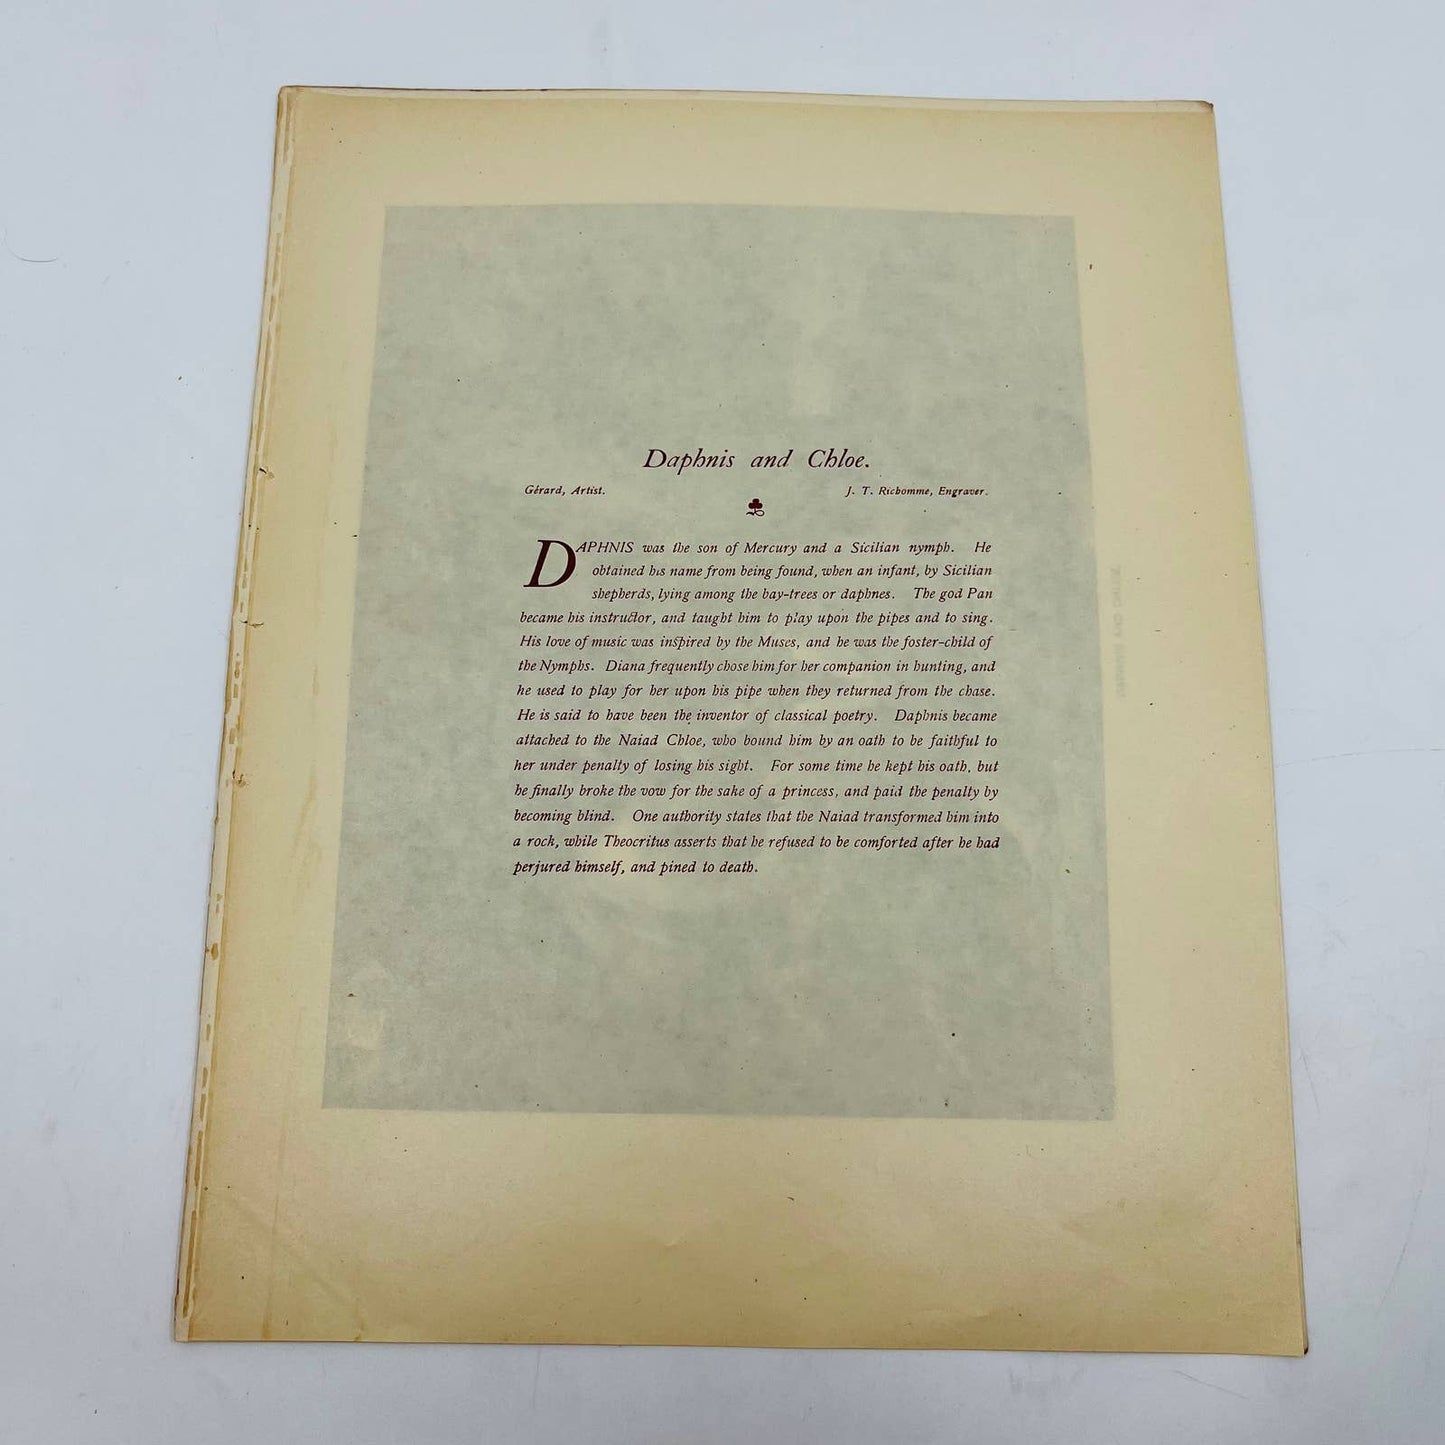 Daphnis and Chloe.
Gérard, Artist. J. T. Richomme, Engraver.
DAPHNIS was the son of Mercury and a Sicilian nymph. He
obtained his name from being found, when an infant, by Sicilian
shepherds, lying among the bay-trees or daphnes. The god Pan
became his instructor, and taught him to play upon the pipes and to sing.
His love of music was inspired by the Muses, and he was the foster-child of
the Nymphs. Diana frequently chose him for her companion in hunting, and
he used to play for her upon his pipe when they returned from the chase.
He is said to have been the inventor of classical poetry. Daphnis became
attached to the Naiad Chloe, who bound him by an oath to be faithful to
her under penalty of losing his sight. For some time he kept his oath, but
he finally broke the vow for the sake of a princess, and paid the penalty by
becoming blind. One authority states that the Naiad transformed him into
a rock, while Theocritus asserts that he refused to be comforted after he had
perjured himself, and pined to death.